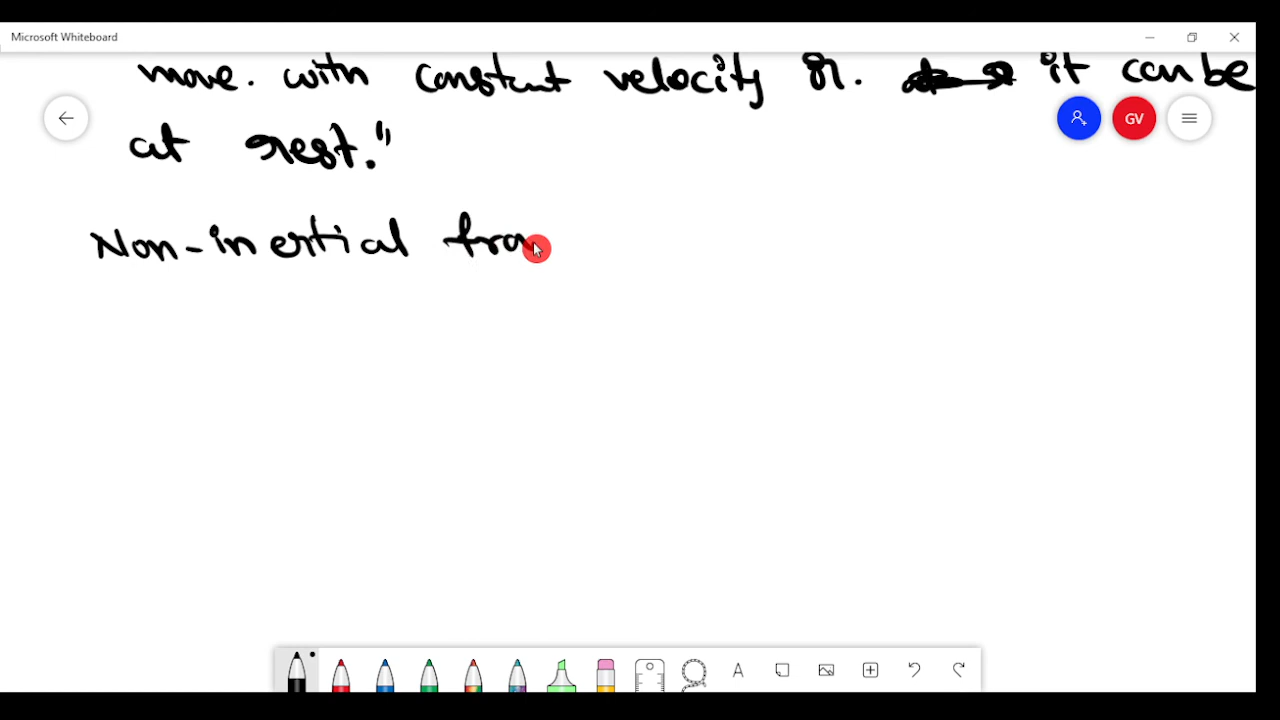 Microsoft Whiteboard
move. with constant velocity or. it can be
GV
at rest."
Non-inertial fra
A